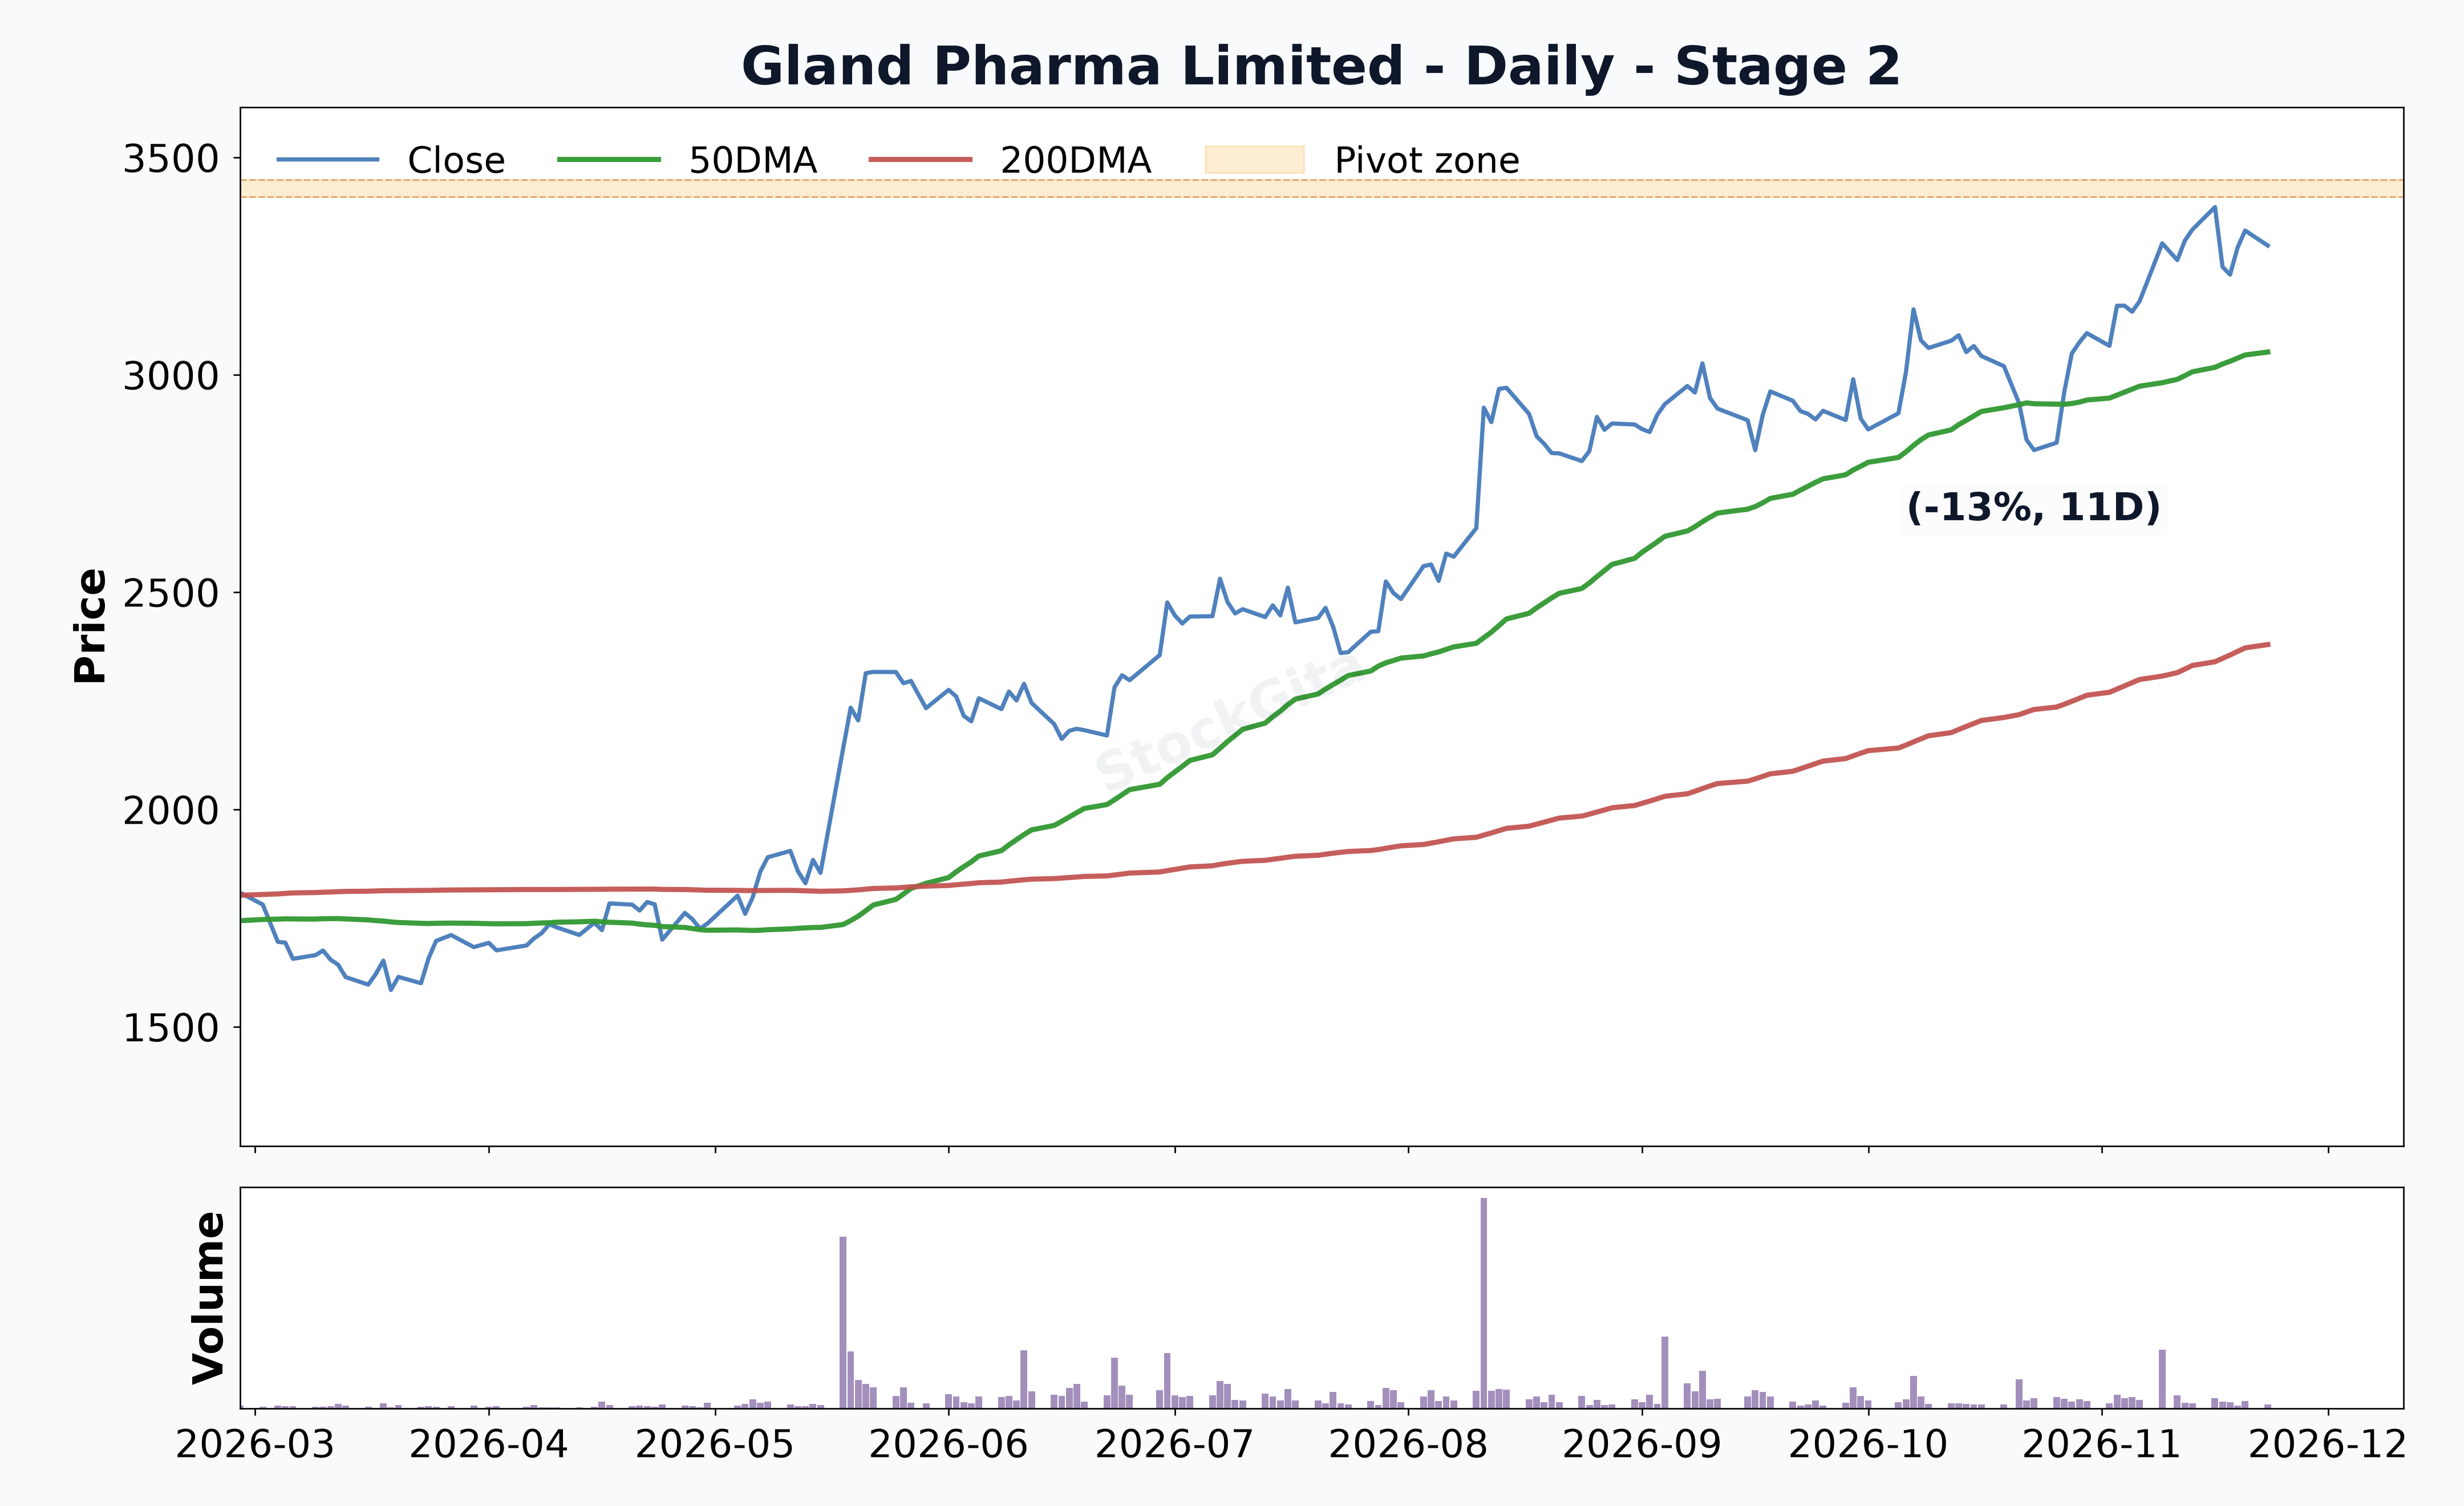 Gland Pharma Limited - Daily - Stage 2
Close 50DMA 200DMA Pivot zone
3500
3000
2500
2000
1500
Price
(-13%, 11D)
StockGita
Volume
2026-03 2026-04 2026-05 2026-06 2026-07 2026-08 2026-09 2026-10 2026-11 2026-12